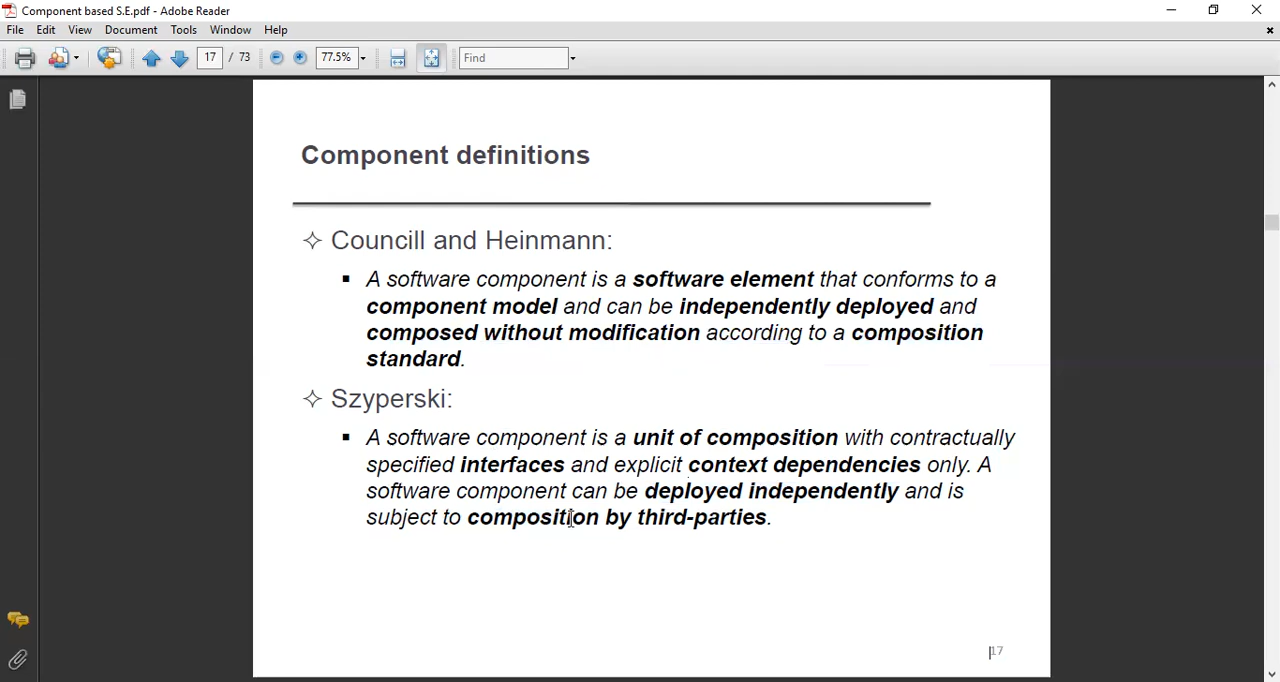 Component based S.E.pdf - Adobe Reader
File Edit View Document Tools Window Help
17 / 73 77.5% Find
Component definitions
Councill and Heinmann:
A software component is a software element that conforms to a
component model and can be independently deployed and
composed without modification according to a composition
standard.
Szyperski:
A software component is a unit of composition with contractually
specified interfaces and explicit context dependencies only. A
software component can be deployed independently and is
subject to composition by third-parties.
17